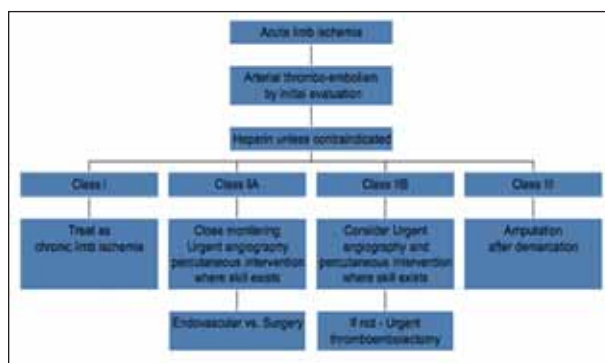 Acute limb ischemia
Arterial thrombo-embolism
by initial evaluation
Heparin unless contraindicated
Class I
Class IIA
Class IIB
Class III
Treat as
chronic limb ischemia
Close monitoring
Urgent angiography
percutaneous intervention
where skill exists
Consider Urgent
angiography and
percutaneous intervention
where skill exists
Amputation
after demarcation
Endovascular vs. Surgery
If not - Urgent
thromboembolectomy